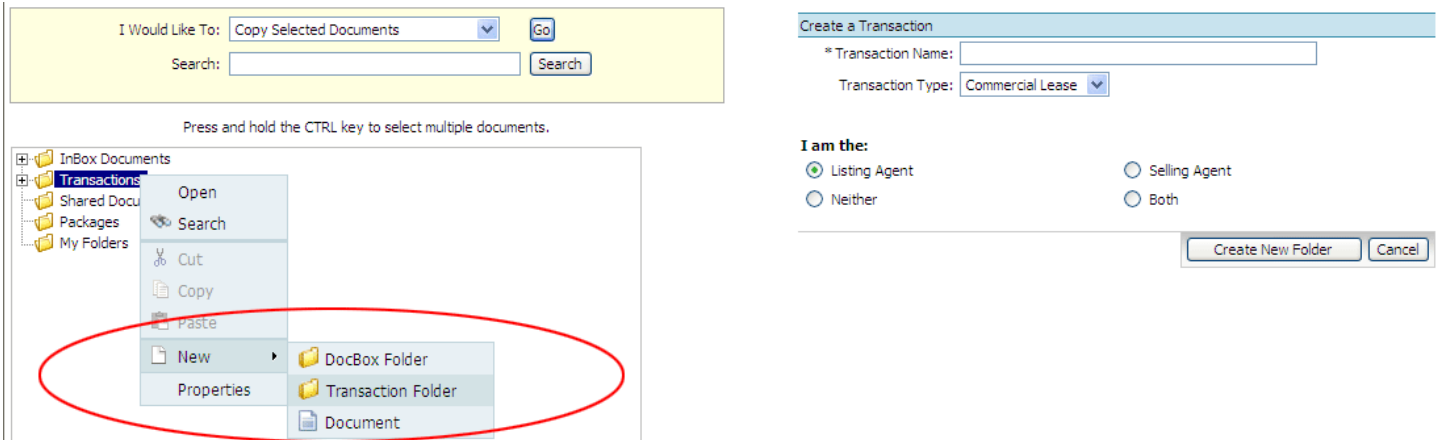 I Would Like To: Copy Selected Documents Go
Search: Search
Press and hold the CTRL key to select multiple documents.
InBox Documents
Transactions
Shared Docu
Packages
My Folders
Open
Search
Cut
Copy
Paste
New
Properties
DocBox Folder
Transaction Folder
Document
Create a Transaction
* Transaction Name:
Transaction Type: Commercial Lease
I am the:
Listing Agent Selling Agent
Neither Both
Create New Folder Cancel